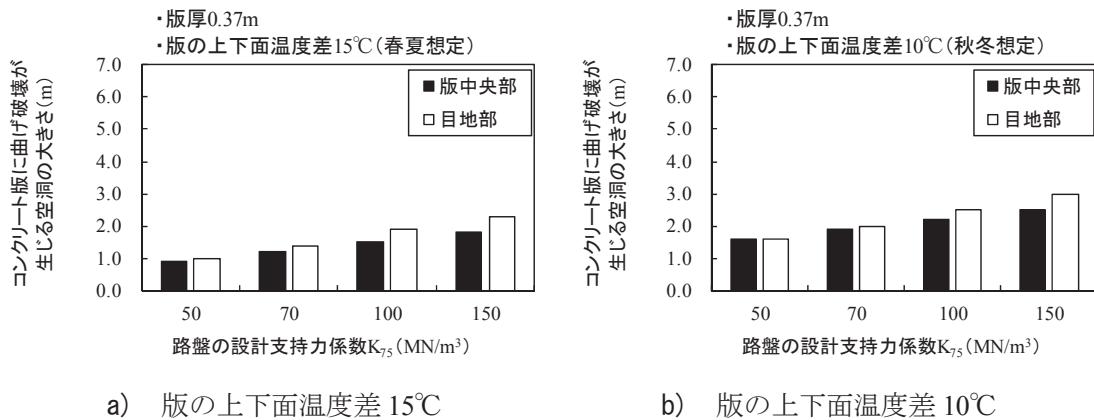 ・版厚0.37m
・版の上下面温度差15℃(春夏想定)
コンクリート版に曲げ破壊が
生じる空洞の大きさ(m)
7.0
6.0
5.0
4.0
3.0
2.0
1.0
0.0
版中央部
目地部
50 70 100 150
路盤の設計支持力係数K75(MN/m³)
a) 版の上下面温度差 15℃
・版厚0.37m
・版の上下面温度差10℃(秋冬想定)
コンクリート版に曲げ破壊が
生じる空洞の大きさ(m)
7.0
6.0
5.0
4.0
3.0
2.0
1.0
0.0
版中央部
目地部
50 70 100 150
路盤の設計支持力係数K75(MN/m³)
b) 版の上下面温度差 10℃